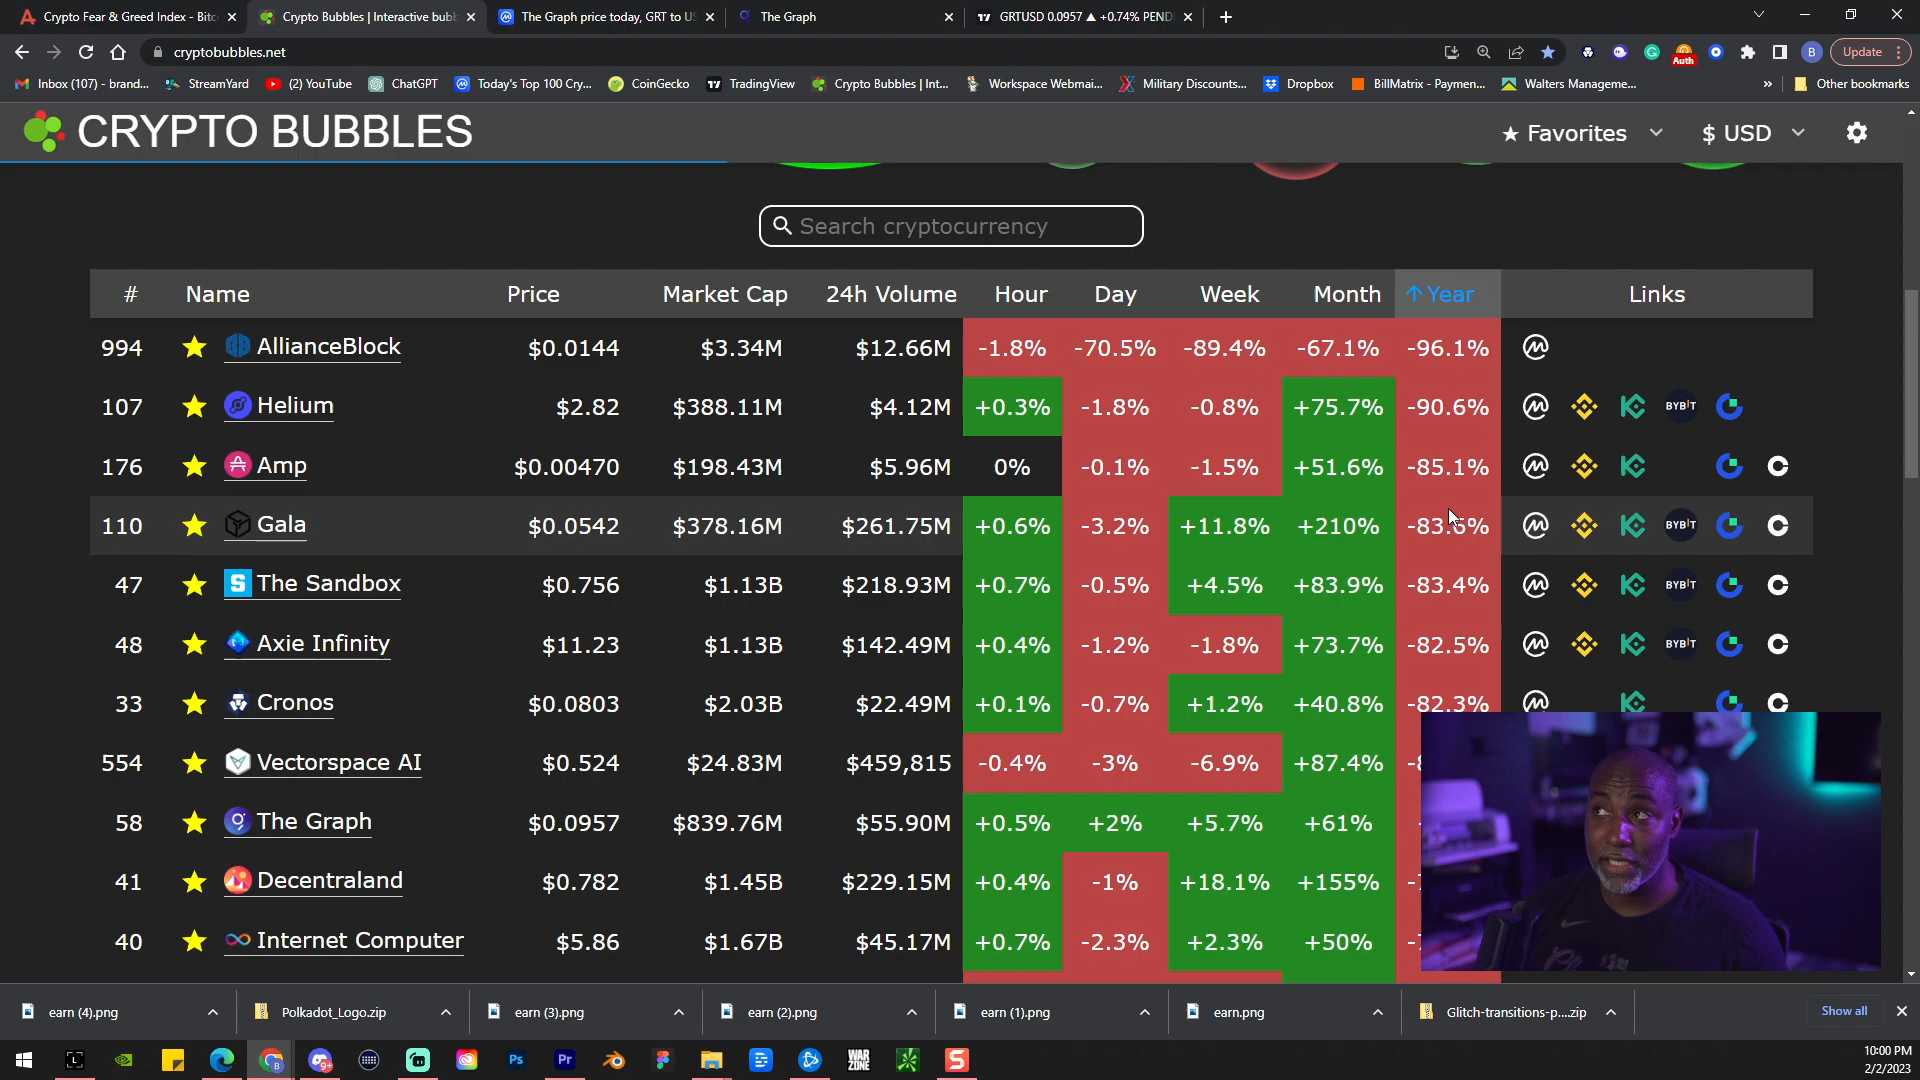 Crypto Fear & Greed Index - Bitc
Crypto Bubbles | Interactive bubb
The Graph price today, GRT to US
The Graph
GRTUSD 0.0957 ▲ +0.74% PEND
cryptobubbles.net
Auth
B
Update
Inbox (107) - brand...
StreamYard
(2) YouTube
ChatGPT
Today's Top 100 Cry...
CoinGecko
TradingView
Crypto Bubbles | Int...
Workspace Webmai...
Military Discounts...
Dropbox
BillMatrix - Paymen...
Walters Manageme...
»
Other bookmarks
CRYPTO BUBBLES
★ Favorites
$ USD
Search cryptocurrency
# Name Price Market Cap 24h Volume Hour Day Week Month ↑Year Links
994 AllianceBlock $0.0144 $3.34M $12.66M -1.8% -70.5% -89.4% -67.1% -96.1%
107 Helium $2.82 $388.11M $4.12M +0.3% -1.8% -0.8% +75.7% -90.6% BYBIT
176 Amp $0.00470 $198.43M $5.96M 0% -0.1% -1.5% +51.6% -85.1%
110 Gala $0.0542 $378.16M $261.75M +0.6% -3.2% +11.8% +210% -83.6% BYBIT
47 The Sandbox $0.756 $1.13B $218.93M +0.7% -0.5% +4.5% +83.9% -83.4% BYBIT
48 Axie Infinity $11.23 $1.13B $142.49M +0.4% -1.2% -1.8% +73.7% -82.5% BYBIT
33 Cronos $0.0803 $2.03B $22.49M +0.1% -0.7% +1.2% +40.8% -82.3%
554 Vectorspace AI $0.524 $24.83M $459,815 -0.4% -3% -6.9% +87.4%
58 The Graph $0.0957 $839.76M $55.90M +0.5% +2% +5.7% +61%
41 Decentraland $0.782 $1.45B $229.15M +0.4% -1% +18.1% +155%
40 Internet Computer $5.86 $1.67B $45.17M +0.7% -2.3% +2.3% +50%
earn (4).png
Polkadot_Logo.zip
earn (3).png
earn (2).png
earn (1).png
earn.png
Glitch-transitions-p....zip
Show all
Ps
Pr
WAR
ZONE
S
10:00 PM
2/2/2023